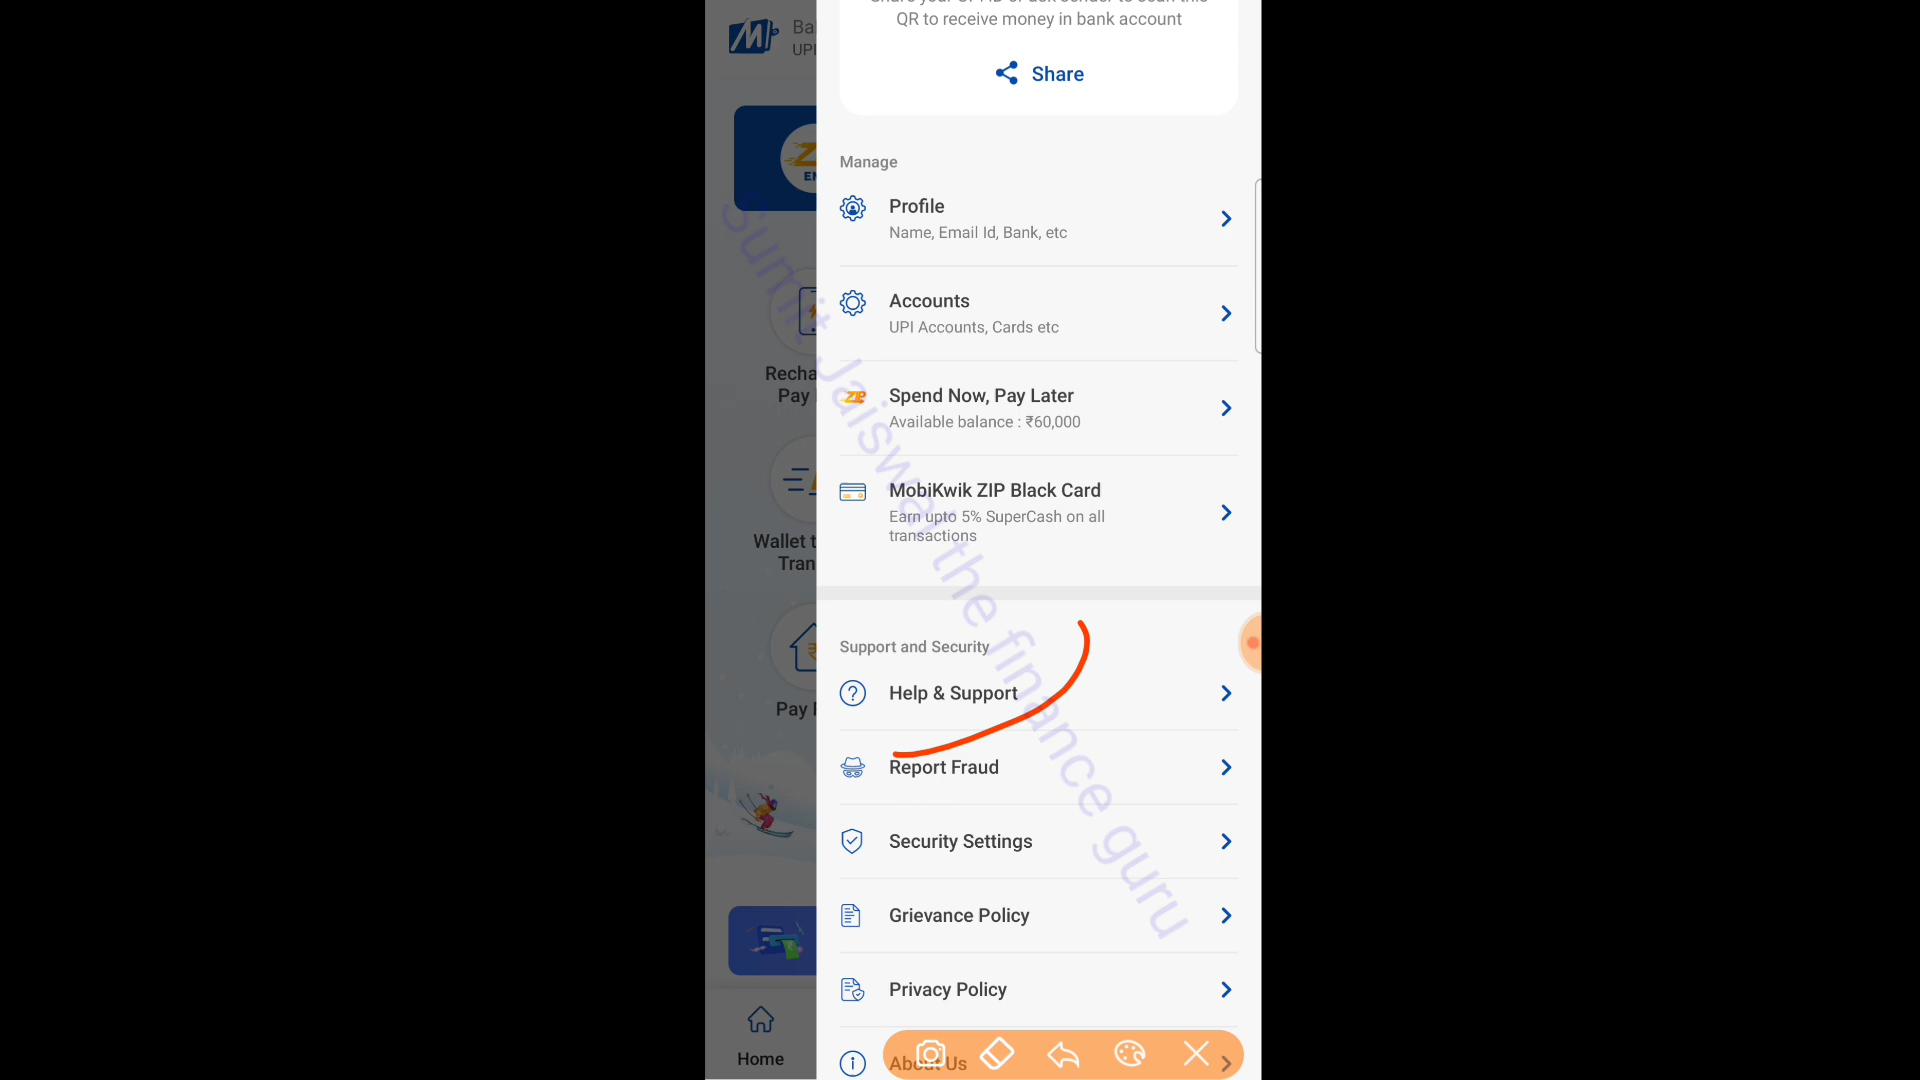 QR to receive money in bank account
Share
Manage
Profile
Name, Email Id, Bank, etc
Accounts
UPI Accounts, Cards etc
Spend Now, Pay Later
Available balance : ₹60,000
MobiKwik ZIP Black Card
Earn upto 5% SuperCash on all
transactions
Support and Security
Help & Support
Report Fraud
Security Settings
Grievance Policy
Privacy Policy
About Us
UPI
Pay
Home
Sumit Jaiswal the finance guru